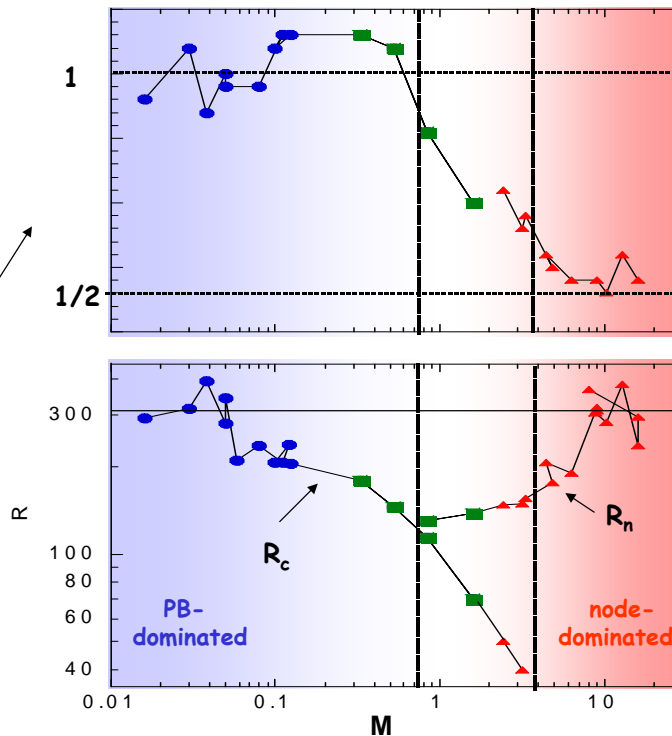 1
1/2
300
100
80
60
40
R
R_c
R_n
PB-
dominated
node-
dominated
0.01
0.1
1
10
M